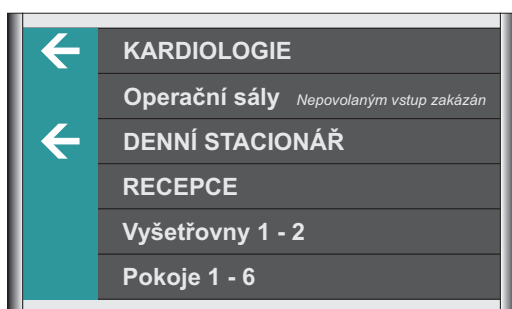 KARDIOLOGIE
Operační sály Nepovolaným vstup zakázán
DENNÍ STACIONÁŘ
RECEPCE
Vyšetřovny 1 - 2
Pokoje 1 - 6